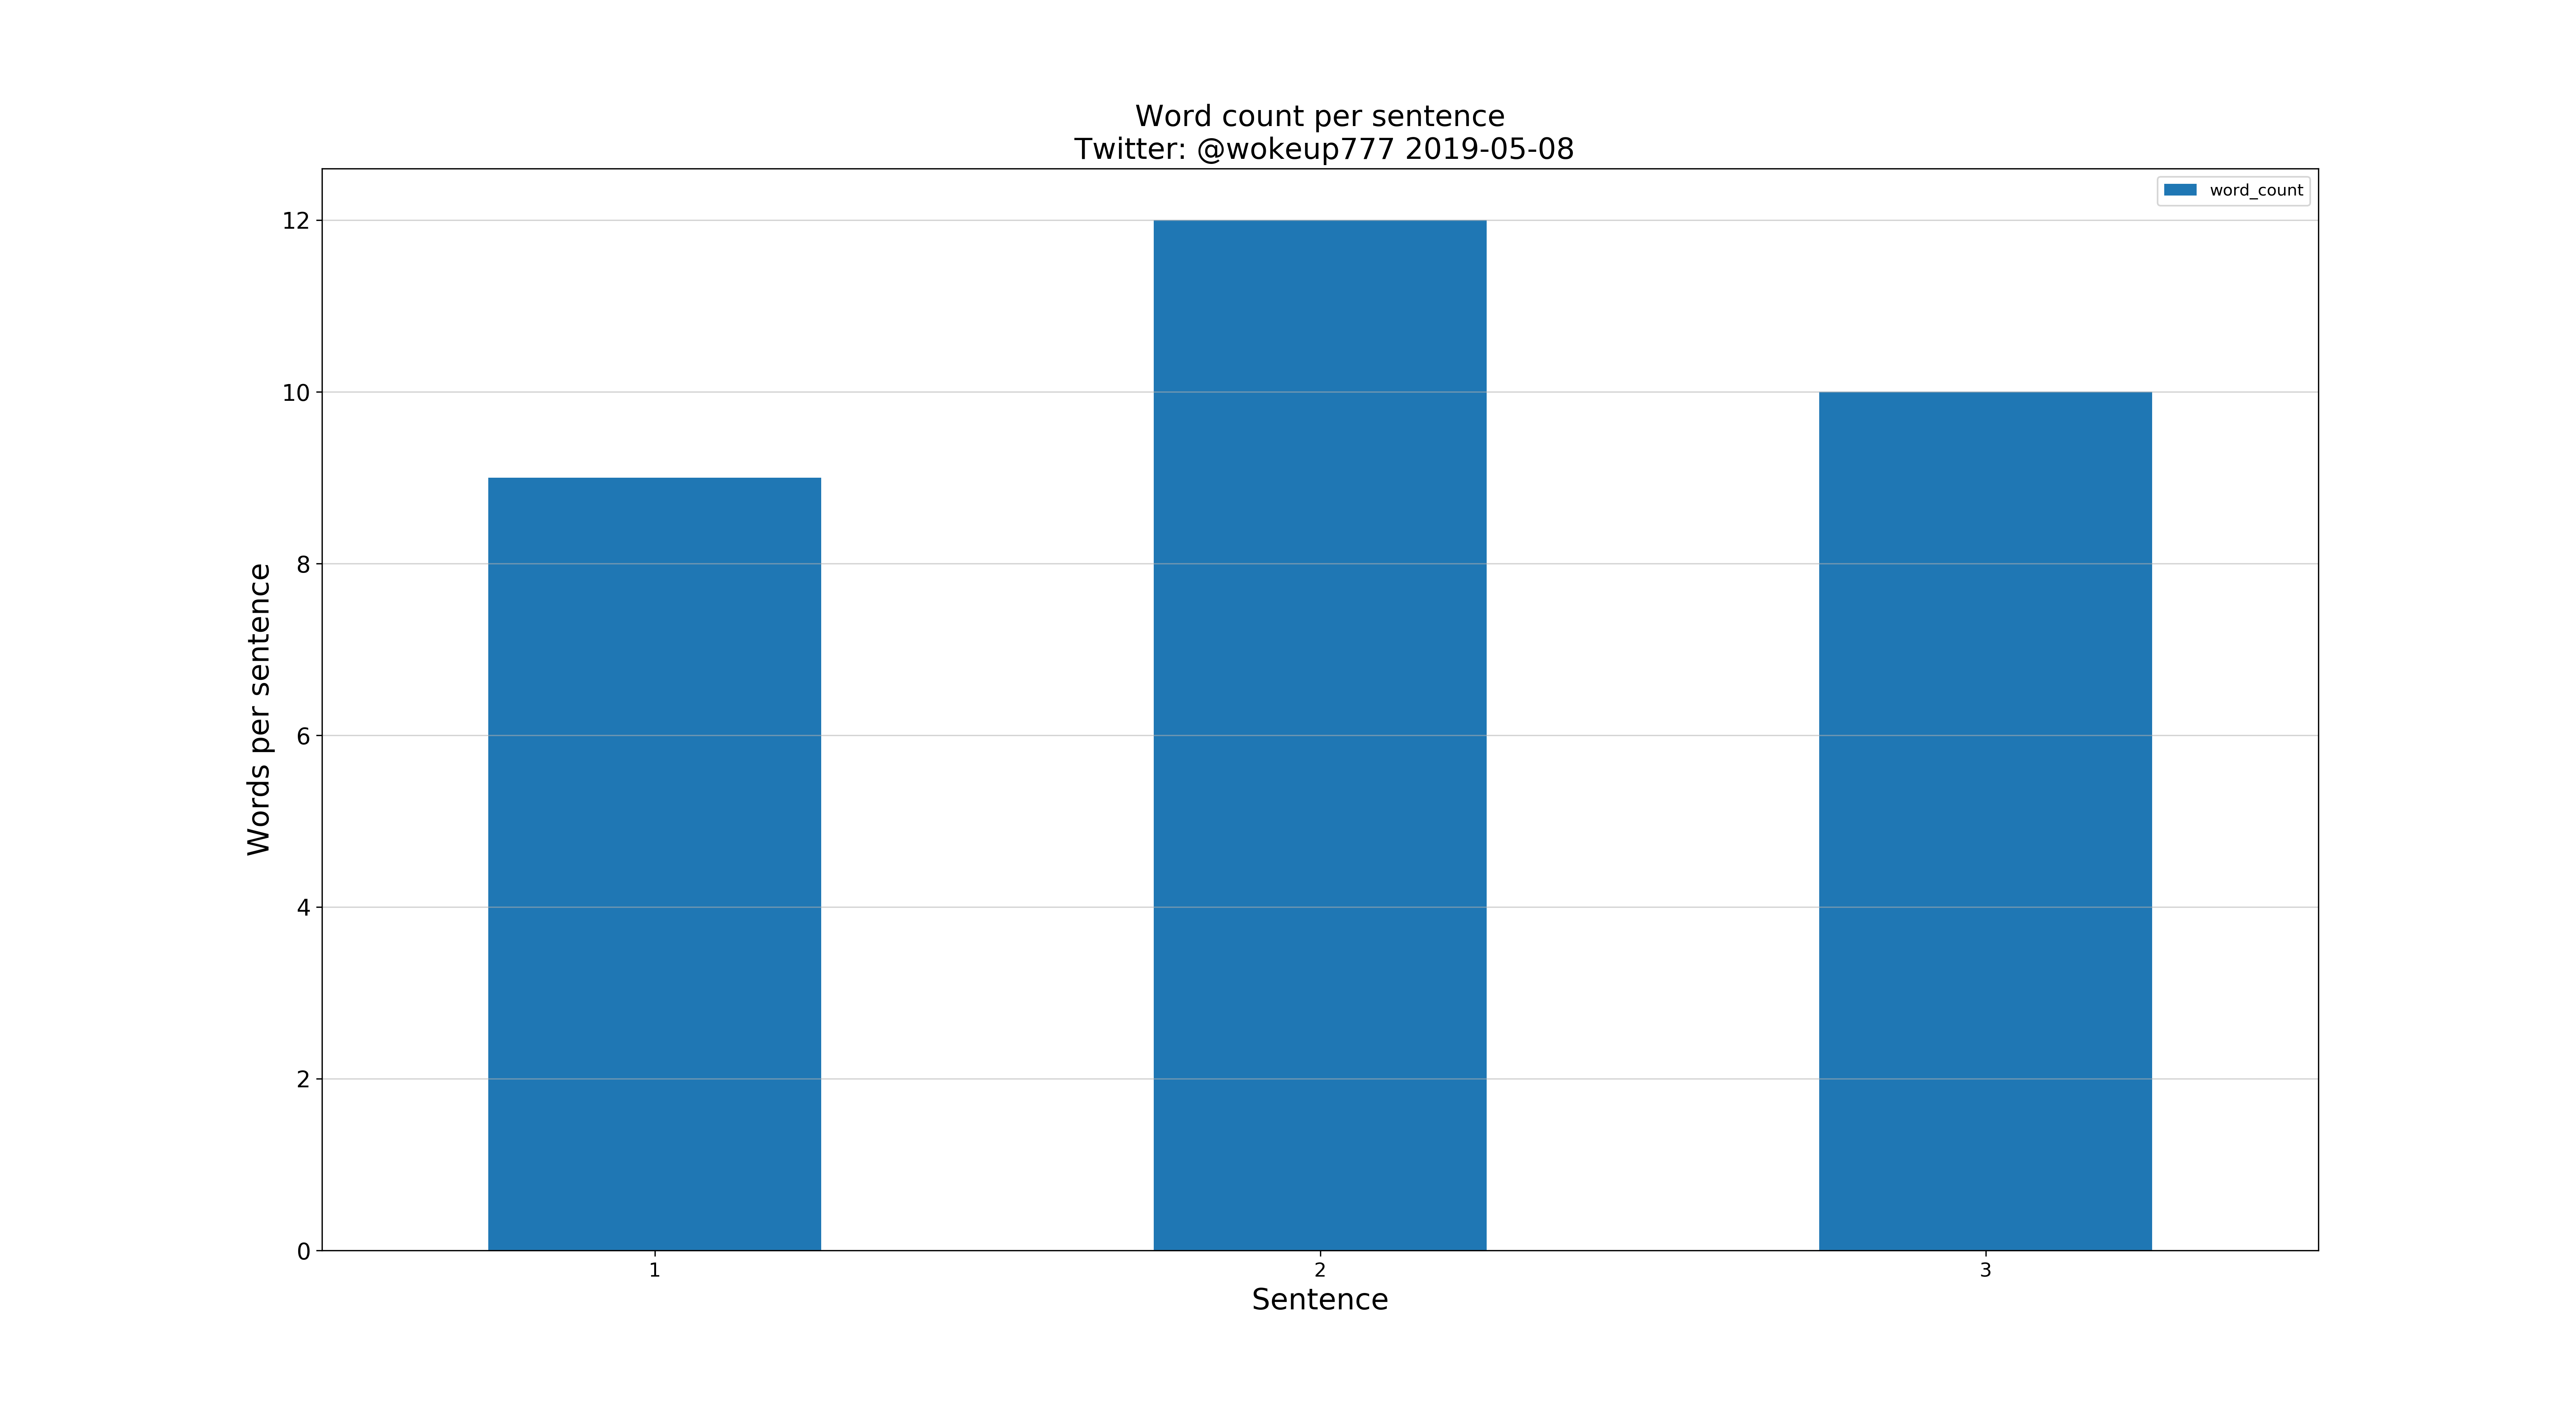 Word count per sentence
Twitter: @wokeup777 2019-05-08
word_count
12
10
8
6
4
2
0
Words per sentence
1 2 3
Sentence